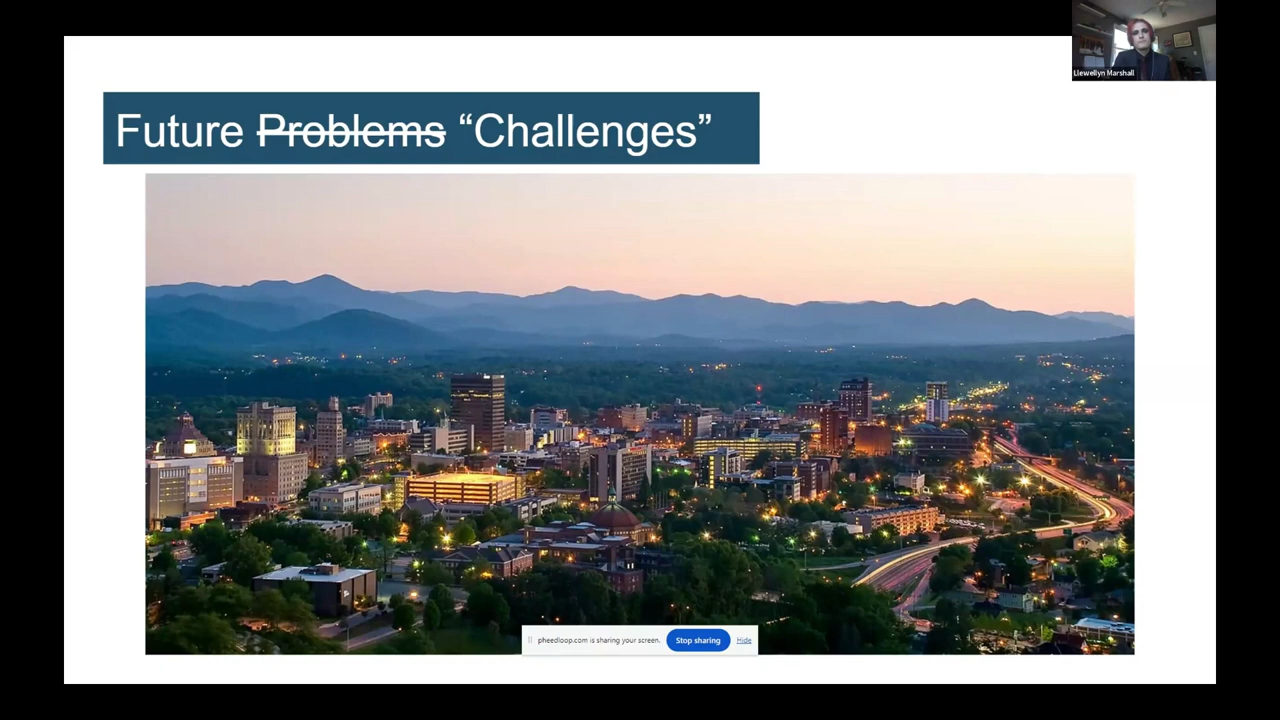 Llewellyn Marshall
Future Problems “Challenges”
pheedloop.com is sharing your screen.
Stop sharing
Hide